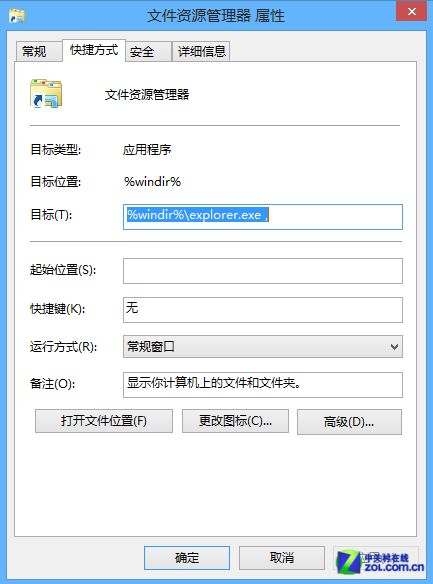 文件资源管理器 属性
常规
快捷方式
安全
详细信息
文件资源管理器
目标类型:
应用程序
目标位置:
%windir%
目标(T):
%windir%\explorer.exe ,
起始位置(S):
快捷键(K):
无
运行方式(R):
常规窗口
备注(O):
显示你计算机上的文件和文件夹。
打开文件位置(F)
更改图标(C)...
高级(D)...
确定
取消
中关村在线
ZOL.COM.CN